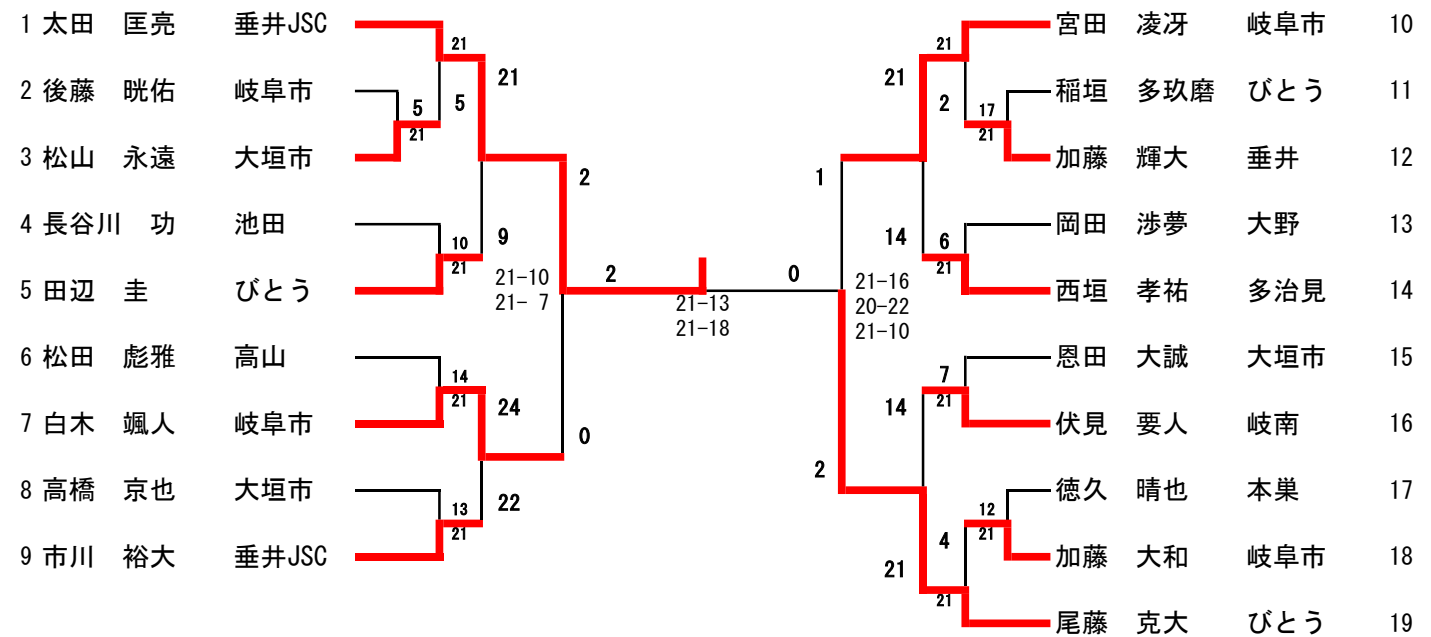 1 太田 匡亮 垂井JSC 宮田 凌冴 岐阜市 10
21 21
21 21
2 後藤 晄佑 岐阜市 稲垣 多玖磨 びとう 11
5 5 2 17
21 21
3 松山 永遠 大垣市 加藤 輝大 垂井 12
2 1
4 長谷川 功 池田 岡田 渉夢 大野 13
10 9 14 6
21 21
21-10 2 0 21-16
5 田辺 圭 びとう 西垣 孝祐 多治見 14
21- 7 21-13 20-22
21-18 21-10
6 松田 彪雅 高山 恩田 大誠 大垣市 15
14 7
21 24 14 21
7 白木 颯人 岐阜市 伏見 要人 岐南 16
0
2
8 高橋 京也 大垣市 徳久 晴也 本巣 17
13 22 12
21 4 21
9 市川 裕大 垂井JSC 加藤 大和 岐阜市 18
21
21
尾藤 克大 びとう 19